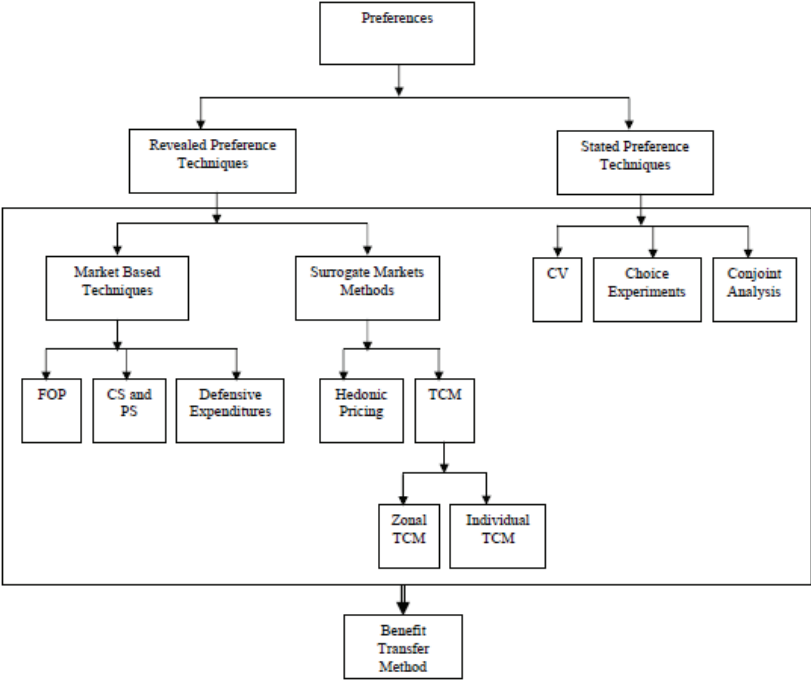 Preferences
Revealed Preference
Techniques
Stated Preference
Techniques
Market Based
Techniques
Surrogate Markets
Methods
CV
Choice
Experiments
Conjoint
Analysis
FOP
CS and
PS
Defensive
Expenditures
Hedonic
Pricing
TCM
Zonal
TCM
Individual
TCM
Benefit
Transfer
Method